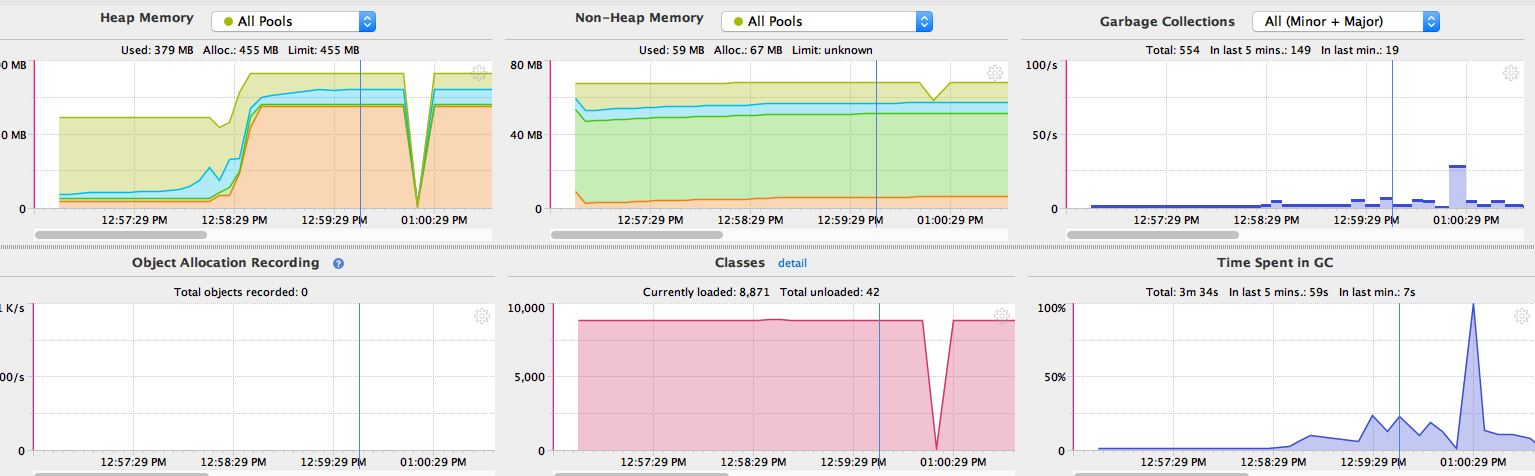 Heap Memory All Pools
Used: 379 MB Alloc.: 455 MB Limit: 455 MB
0 MB
0
12:57:29 PM 12:58:29 PM 12:59:29 PM 01:00:29 PM
Non-Heap Memory All Pools
Used: 59 MB Alloc.: 67 MB Limit: unknown
80 MB
40 MB
0
12:57:29 PM 12:58:29 PM 12:59:29 PM 01:00:29 PM
Garbage Collections All (Minor + Major)
Total: 554 In last 5 mins.: 149 In last min.: 19
100/s
50/s
0
12:57:29 PM 12:58:29 PM 12:59:29 PM 01:00:29 PM
Object Allocation Recording ?
Total objects recorded: 0
K/s
00/s
0
12:57:29 PM 12:58:29 PM 12:59:29 PM 01:00:29 PM
Classes detail
Currently loaded: 8,871 Total unloaded: 42
10,000
5,000
0
12:57:29 PM 12:58:29 PM 12:59:29 PM 01:00:29 PM
Time Spent in GC
Total: 3m 34s In last 5 mins.: 59s In last min.: 7s
100%
50%
0
12:57:29 PM 12:58:29 PM 12:59:29 PM 01:00:29 PM